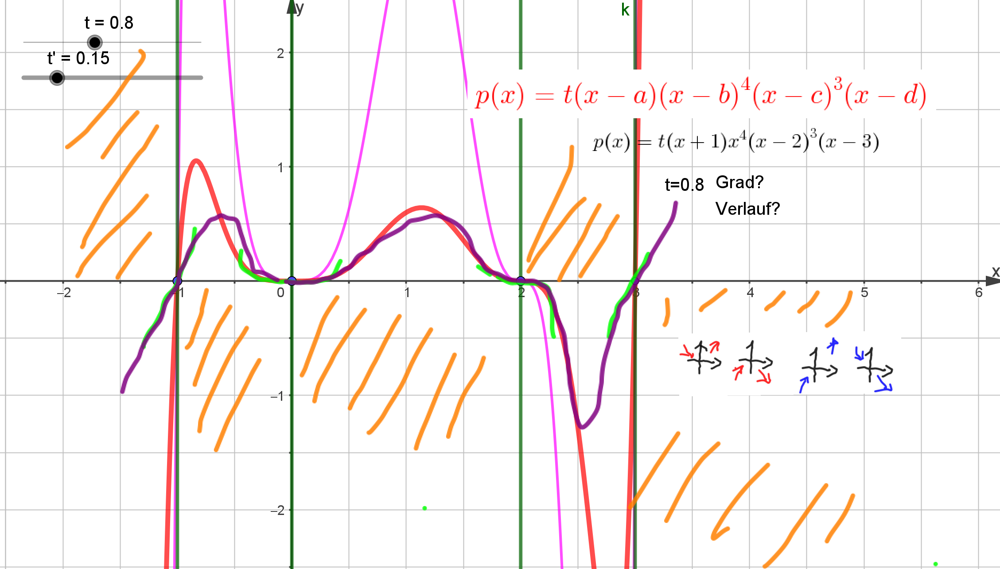 t = 0.8
t' = 0.15
y
k
2
p(x) = t(x − a)(x − b)⁴(x − c)³(x − d)
p(x) = t(x + 1)x⁴(x − 2)³(x − 3)
1
t=0.8 Grad?
Verlauf?
x
−2 −1 0 1 2 3 4 5 6
−1
−2